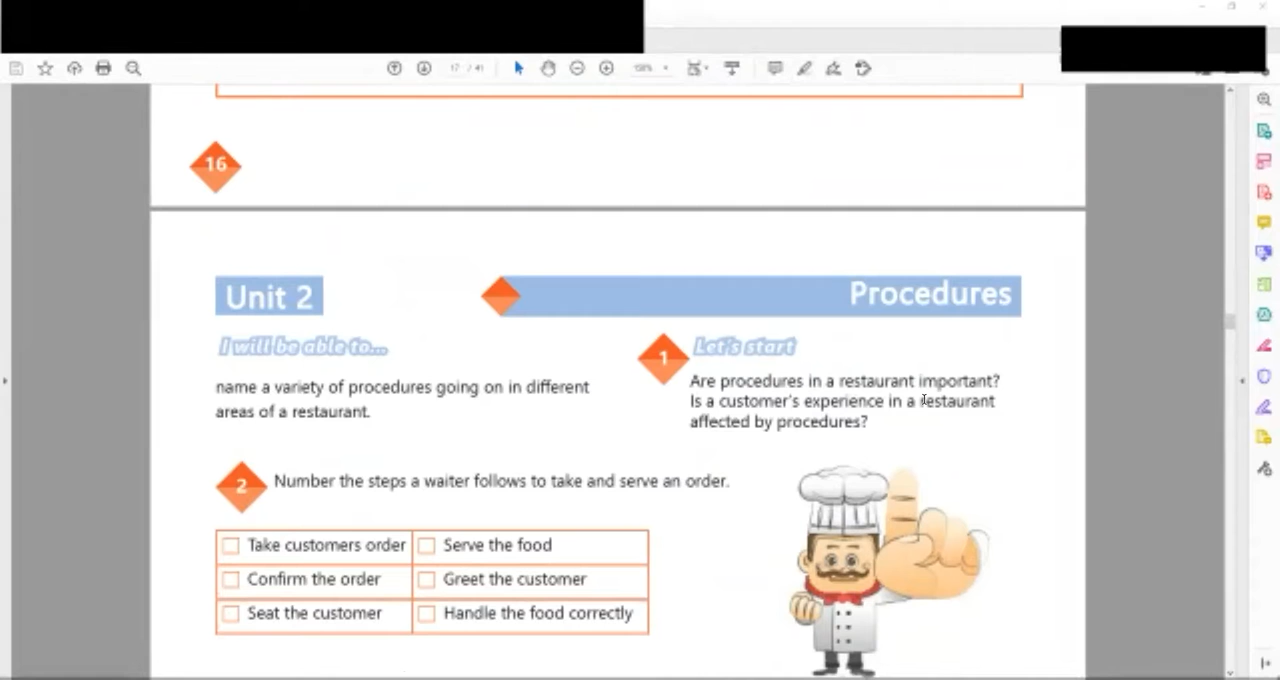 17 / 41
16
Unit 2
Procedures
I will be able to...
name a variety of procedures going on in different
areas of a restaurant.
1
Let's start
Are procedures in a restaurant important?
Is a customer's experience in a restaurant
affected by procedures?
2
Number the steps a waiter follows to take and serve an order.
Take customers order
Serve the food
Confirm the order
Greet the customer
Seat the customer
Handle the food correctly